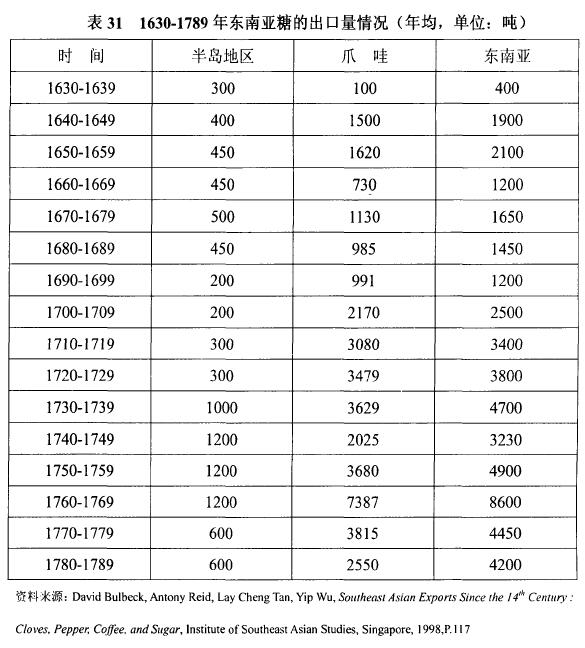 表 31 1630-1789 年东南亚糖的出口量情况（年均，单位：吨）
时 间 半岛地区 爪 哇 东南亚
1630-1639 300 100 400
1640-1649 400 1500 1900
1650-1659 450 1620 2100
1660-1669 450 730 1200
1670-1679 500 1130 1650
1680-1689 450 985 1450
1690-1699 200 991 1200
1700-1709 200 2170 2500
1710-1719 300 3080 3400
1720-1729 300 3479 3800
1730-1739 1000 3629 4700
1740-1749 1200 2025 3230
1750-1759 1200 3680 4900
1760-1769 1200 7387 8600
1770-1779 600 3815 4450
1780-1789 600 2550 4200
资料来源：David Bulbeck, Antony Reid, Lay Cheng Tan, Yip Wu, Southeast Asian Exports Since the 14th Century :
Cloves, Pepper, Coffee, and Sugar, Institute of Southeast Asian Studies, Singapore, 1998,P.117